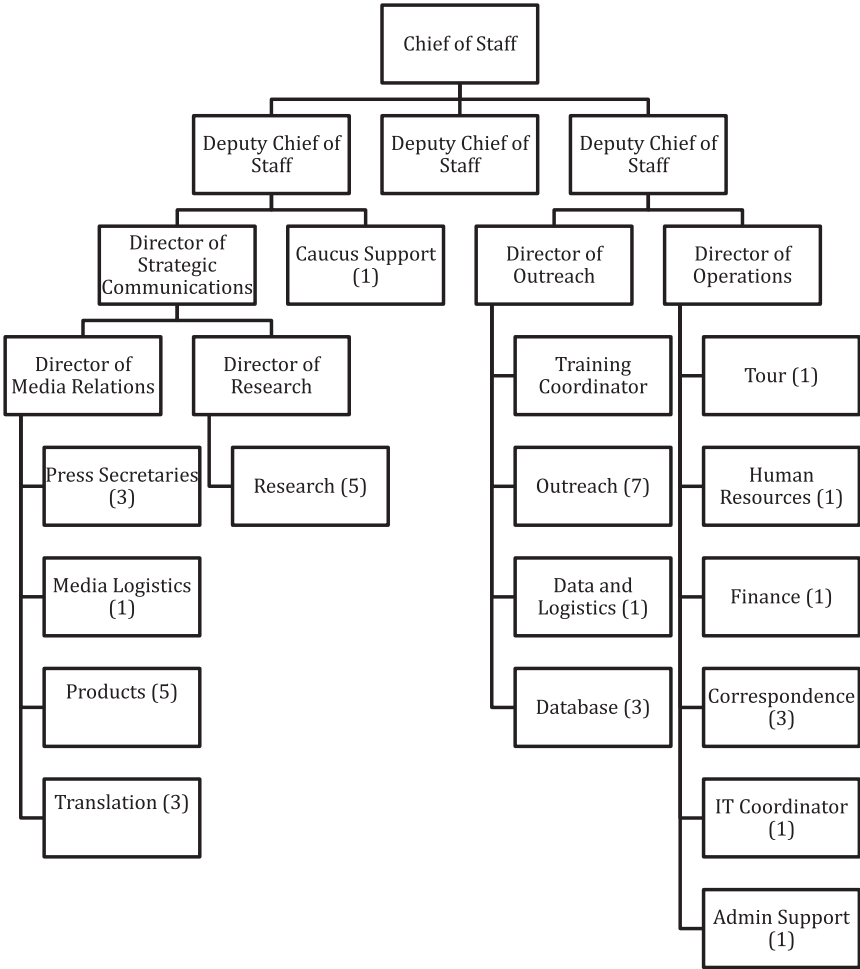 Chief of Staff
Deputy Chief of
Staff
Deputy Chief of
Staff
Deputy Chief of
Staff
Director of
Strategic
Communications
Caucus Support
(1)
Director of
Outreach
Director of
Operations
Director of
Media Relations
Director of
Research
Training
Coordinator
Tour (1)
Press Secretaries
(3)
Research (5)
Outreach (7)
Human
Resources (1)
Media Logistics
(1)
Data and
Logistics (1)
Finance (1)
Products (5)
Database (3)
Correspondence
(3)
Translation (3)
IT Coordinator
(1)
Admin Support
(1)